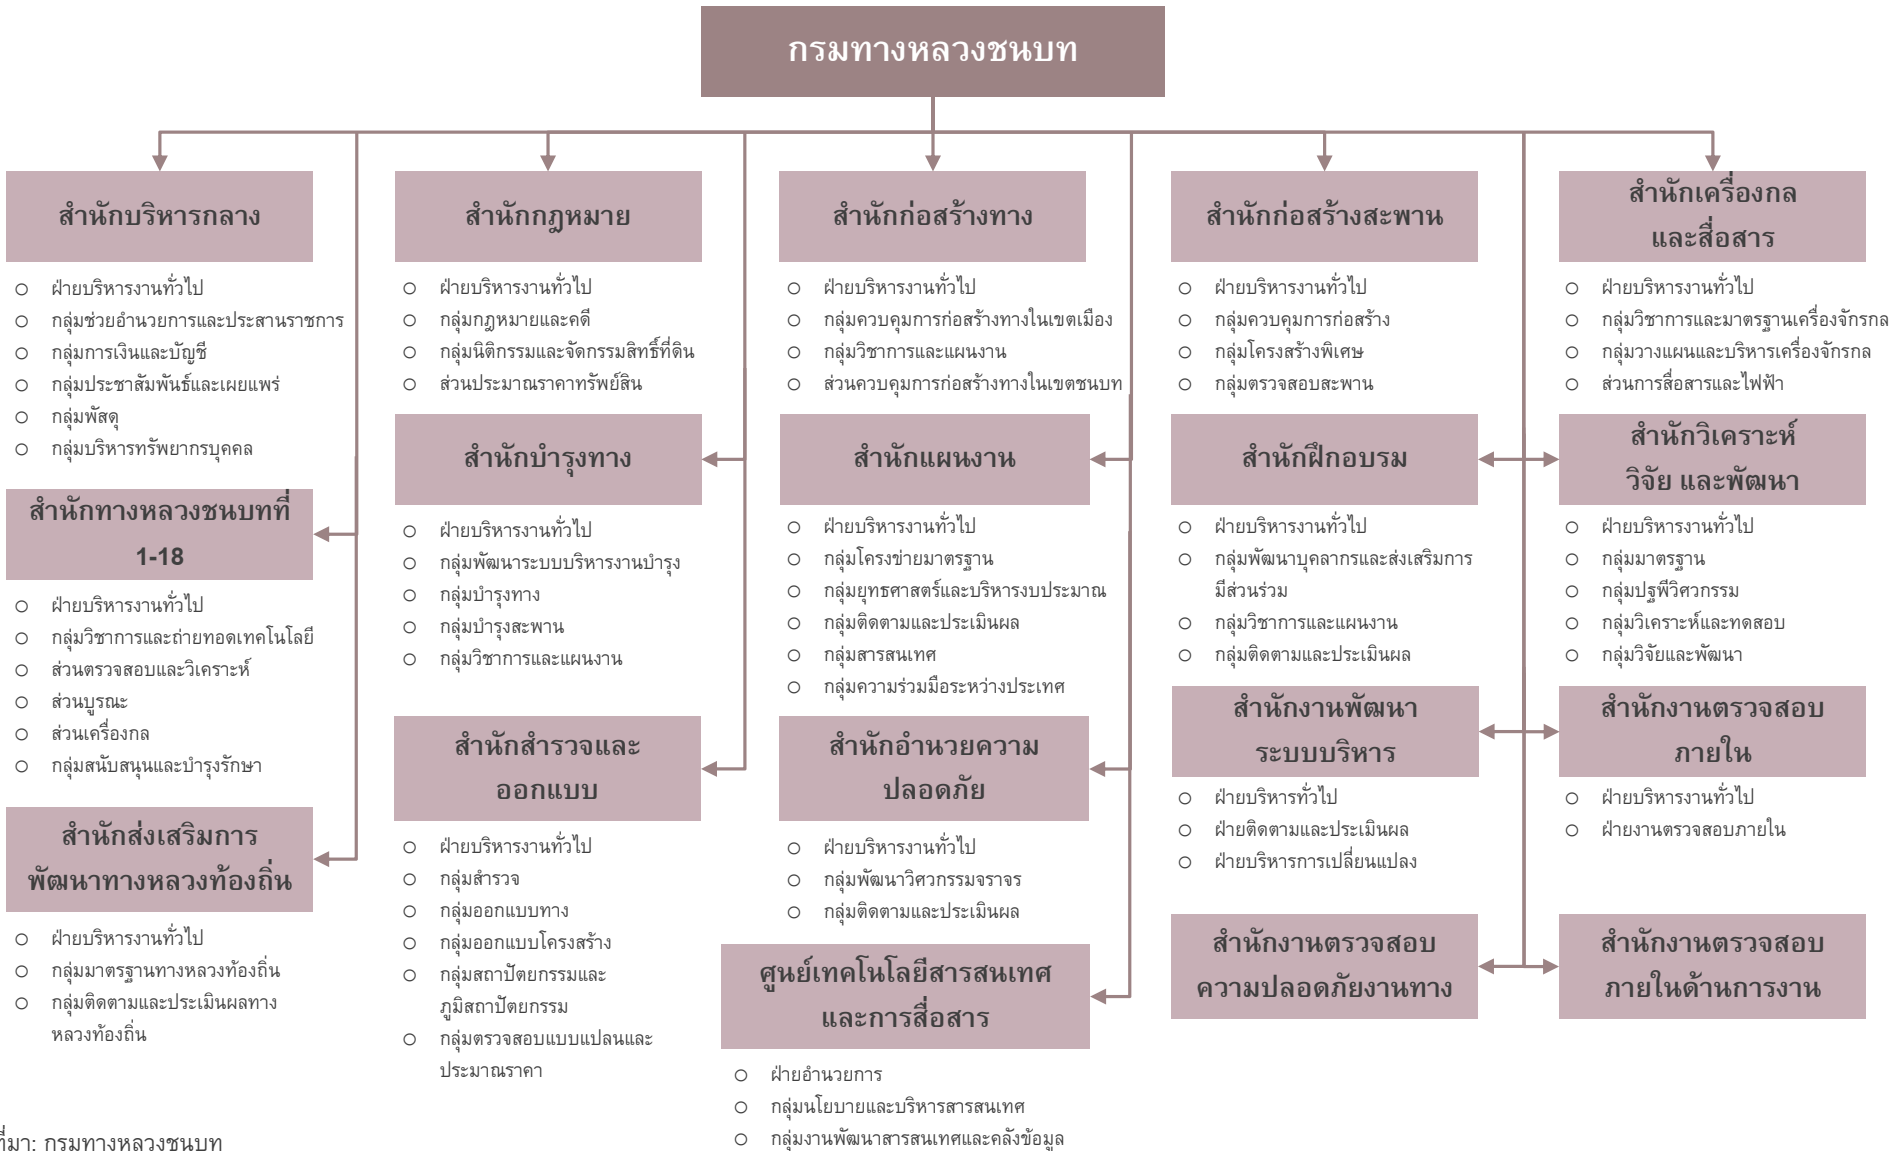 กรมทางหลวงชนบท
สำนักบริหารกลาง
ฝ่ายบริหารงานทั่วไป
กลุ่มช่วยอำนวยการและประสานราชการ
กลุ่มการเงินและบัญชี
กลุ่มประชาสัมพันธ์และเผยแพร่
กลุ่มพัสดุ
กลุ่มบริหารทรัพยากรบุคคล
สำนักทางหลวงชนบทที่
1-18
ฝ่ายบริหารงานทั่วไป
กลุ่มวิชาการและถ่ายทอดเทคโนโลยี
ส่วนตรวจสอบและวิเคราะห์
ส่วนบูรณะ
ส่วนเครื่องกล
กลุ่มสนับสนุนและบำรุงรักษา
สำนักส่งเสริมการ
พัฒนาทางหลวงท้องถิ่น
ฝ่ายบริหารงานทั่วไป
กลุ่มมาตรฐานทางหลวงท้องถิ่น
กลุ่มติดตามและประเมินผลทาง
หลวงท้องถิ่น
สำนักกฎหมาย
ฝ่ายบริหารงานทั่วไป
กลุ่มกฎหมายและคดี
กลุ่มนิติกรรมและจัดกรรมสิทธิ์ที่ดิน
ส่วนประมาณราคาทรัพย์สิน
สำนักบำรุงทาง
ฝ่ายบริหารงานทั่วไป
กลุ่มพัฒนาระบบบริหารงานบำรุง
กลุ่มบำรุงทาง
กลุ่มบำรุงสะพาน
กลุ่มวิชาการและแผนงาน
สำนักสำรวจและ
ออกแบบ
ฝ่ายบริหารงานทั่วไป
กลุ่มสำรวจ
กลุ่มออกแบบทาง
กลุ่มออกแบบโครงสร้าง
กลุ่มสถาปัตยกรรมและ
ภูมิสถาปัตยกรรม
กลุ่มตรวจสอบแบบแปลนและ
ประมาณราคา
สำนักก่อสร้างทาง
ฝ่ายบริหารงานทั่วไป
กลุ่มควบคุมการก่อสร้างทางในเขตเมือง
กลุ่มวิชาการและแผนงาน
ส่วนควบคุมการก่อสร้างทางในเขตชนบท
สำนักแผนงาน
ฝ่ายบริหารงานทั่วไป
กลุ่มโครงข่ายมาตรฐาน
กลุ่มยุทธศาสตร์และบริหารงบประมาณ
กลุ่มติดตามและประเมินผล
กลุ่มสารสนเทศ
กลุ่มความร่วมมือระหว่างประเทศ
สำนักอำนวยความ
ปลอดภัย
ฝ่ายบริหารงานทั่วไป
กลุ่มพัฒนาวิศวกรรมจราจร
กลุ่มติดตามและประเมินผล
ศูนย์เทคโนโลยีสารสนเทศ
และการสื่อสาร
ฝ่ายอำนวยการ
กลุ่มนโยบายและบริหารสารสนเทศ
กลุ่มงานพัฒนาสารสนเทศและคลังข้อมูล
สำนักก่อสร้างสะพาน
ฝ่ายบริหารงานทั่วไป
กลุ่มควบคุมการก่อสร้าง
กลุ่มโครงสร้างพิเศษ
กลุ่มตรวจสอบสะพาน
สำนักฝึกอบรม
ฝ่ายบริหารงานทั่วไป
กลุ่มพัฒนาบุคลากรและส่งเสริมการ
มีส่วนร่วม
กลุ่มวิชาการและแผนงาน
กลุ่มติดตามและประเมินผล
สำนักงานพัฒนา
ระบบบริหาร
ฝ่ายบริหารทั่วไป
ฝ่ายติดตามและประเมินผล
ฝ่ายบริหารการเปลี่ยนแปลง
สำนักงานตรวจสอบ
ความปลอดภัยงานทาง
สำนักเครื่องกล
และสื่อสาร
ฝ่ายบริหารงานทั่วไป
กลุ่มวิชาการและมาตรฐานเครื่องจักรกล
กลุ่มวางแผนและบริหารเครื่องจักรกล
ส่วนการสื่อสารและไฟฟ้า
สำนักวิเคราะห์
วิจัย และพัฒนา
ฝ่ายบริหารงานทั่วไป
กลุ่มมาตรฐาน
กลุ่มปฐพีวิศวกรรม
กลุ่มวิเคราะห์และทดสอบ
กลุ่มวิจัยและพัฒนา
สำนักงานตรวจสอบ
ภายใน
ฝ่ายบริหารงานทั่วไป
ฝ่ายงานตรวจสอบภายใน
สำนักงานตรวจสอบ
ภายในด้านการงาน
ที่มา: กรมทางหลวงชนบท